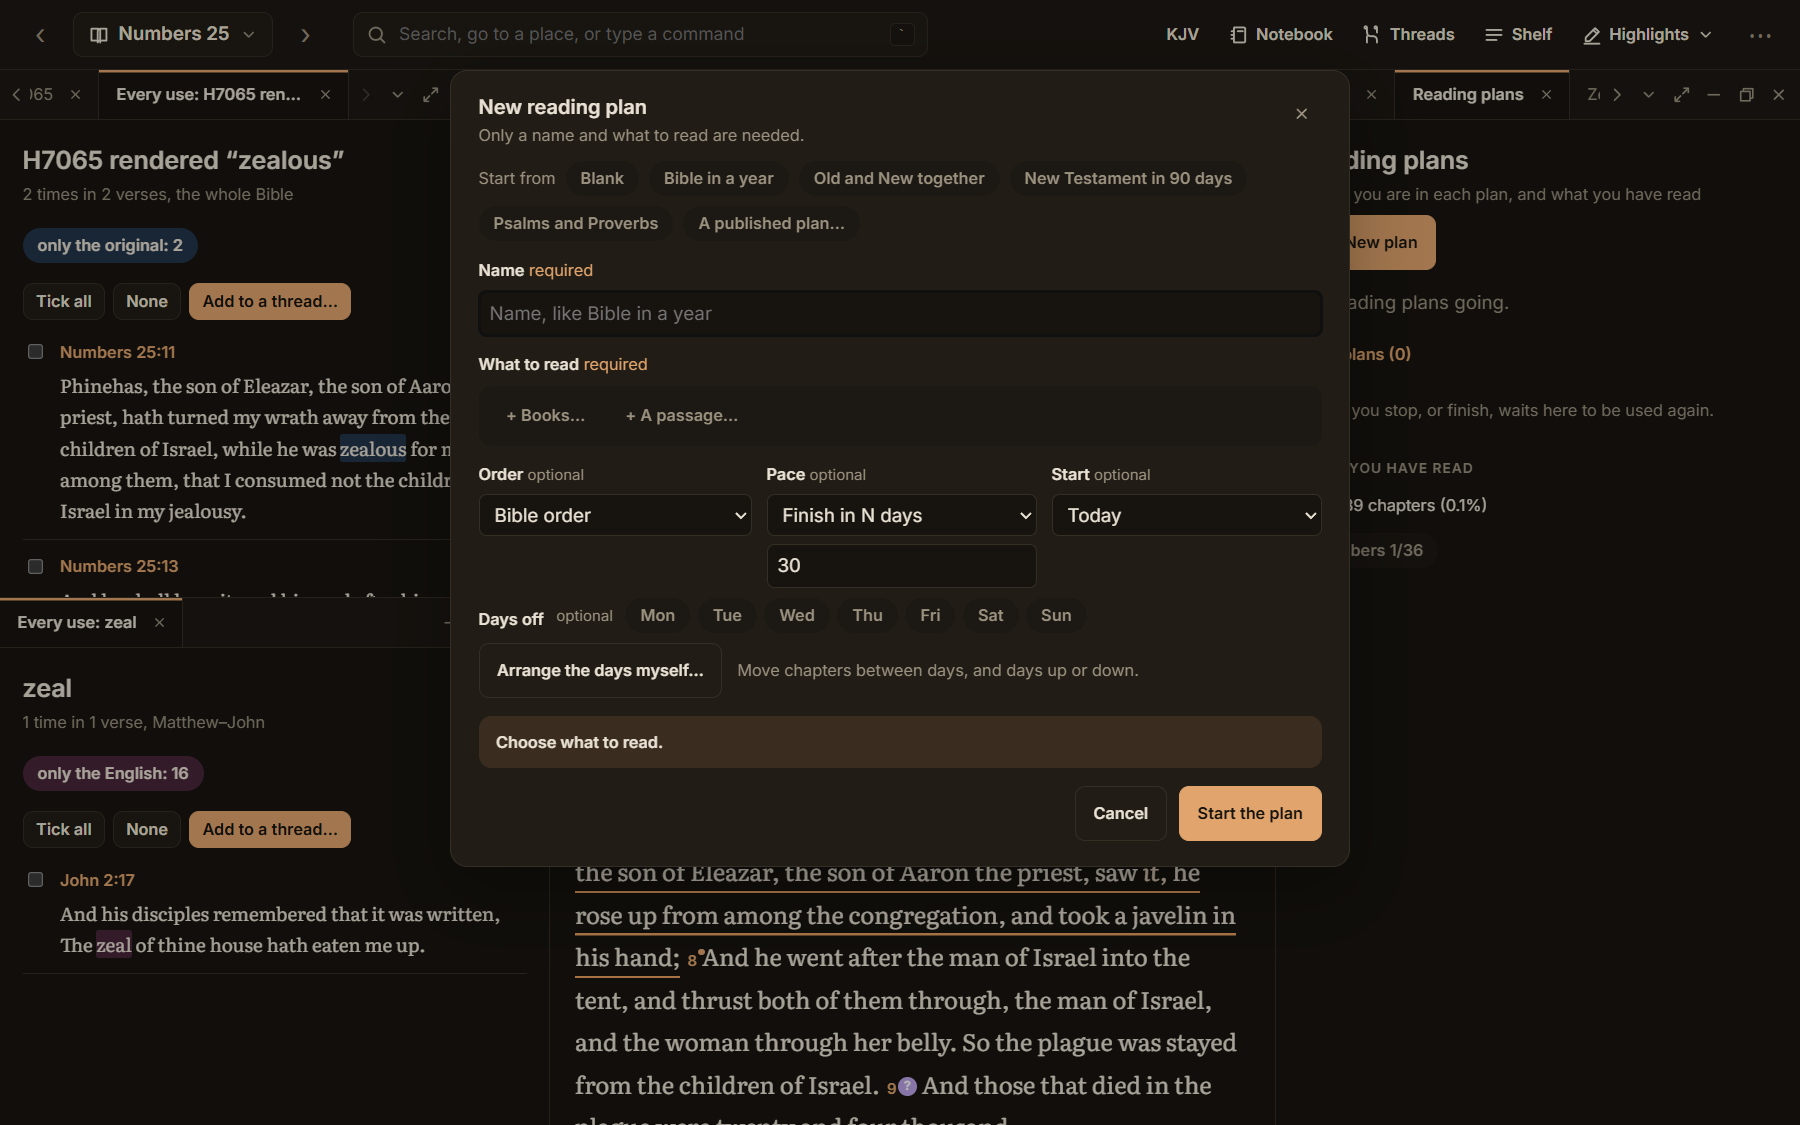 Numbers 25
Search, go to a place, or type a command
`
KJV
Notebook
Threads
Shelf
Highlights
Every use: H7065 ren...
H7065 rendered “zealous”
2 times in 2 verses, the whole Bible
only the original: 2
Tick all
None
Add to a thread...
Numbers 25:11
Phinehas, the son of Eleazar, the son of Aaro
priest, hath turned my wrath away from the
children of Israel, while he was zealous for
among them, that I consumed not the childr
Israel in my jealousy.
Numbers 25:13
Every use: zeal
zeal
1 time in 1 verse, Matthew–John
only the English: 16
Tick all
None
Add to a thread...
John 2:17
And his disciples remembered that it was written,
The zeal of thine house hath eaten me up.
New reading plan
Only a name and what to read are needed.
Start from
Blank
Bible in a year
Old and New together
New Testament in 90 days
Psalms and Proverbs
A published plan...
Name required
Name, like Bible in a year
What to read required
+ Books...
+ A passage...
Order optional
Pace optional
Start optional
Bible order
Finish in N days
Today
30
Days off optional
Mon
Tue
Wed
Thu
Fri
Sat
Sun
Arrange the days myself...
Move chapters between days, and days up or down.
Choose what to read.
Cancel
Start the plan
the son of Eleazar, the son of Aaron the priest, saw it, he
rose up from among the congregation, and took a javelin in
his hand; 8 And he went after the man of Israel into the
tent, and thrust both of them through, the man of Israel,
and the woman through her belly. So the plague was stayed
from the children of Israel. 9 ? And those that died in the
plague were twenty and four thousand.
Reading plans
ding plans
you are in each plan, and what you have read
New plan
ading plans going.
lans (0)
you stop, or finish, waits here to be used again.
YOU HAVE READ
89 chapters (0.1%)
bers 1/36